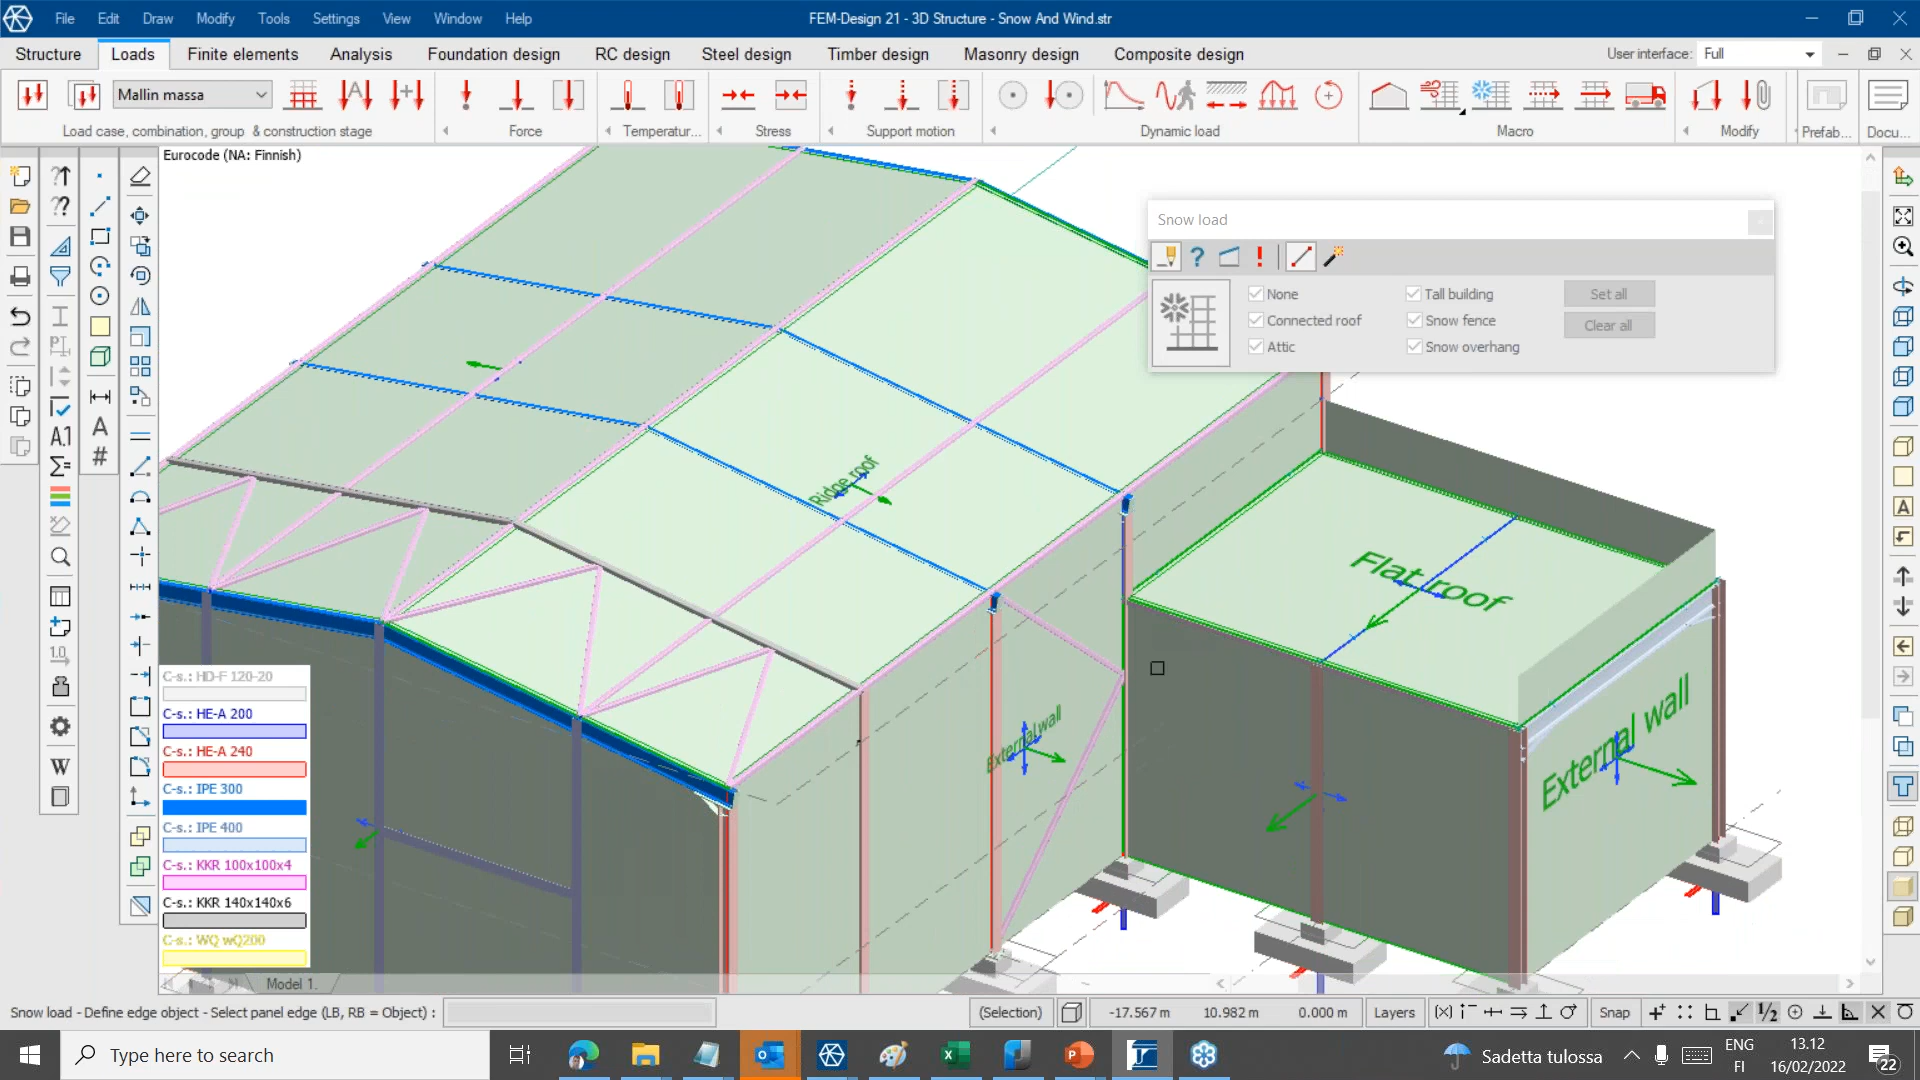 File Edit Draw Modify Tools Settings View Window Help
FEM-Design 21 - 3D Structure - Snow And Wind.str
Structure Loads Finite elements Analysis Foundation design RC design Steel design Timber design Masonry design Composite design
User interface: Full
Mallin massa
Load case, combination, group & construction stage
Force
Temperatur...
Stress
Support motion
Dynamic load
Macro
Modify
Prefab...
Docu...
Eurocode (NA: Finnish)
Snow load
None
Tall building
Set all
Connected roof
Snow fence
Clear all
Attic
Snow overhang
Ridge roof
Flat roof
External wall
External wall
C-s.: HD-F 120-20
C-s.: HE-A 200
C-s.: HE-A 240
C-s.: IPE 300
C-s.: IPE 400
C-s.: KKR 100x100x4
C-s.: KKR 140x140x6
C-s.: WQ wQ200
Model 1.
Snow load - Define edge object - Select panel edge (LB, RB = Object) :
(Selection)
-17.567 m 10.982 m 0.000 m
Layers
Snap
Type here to search
Sadetta tulossa
ENG
FI
13.12
16/02/2022
22